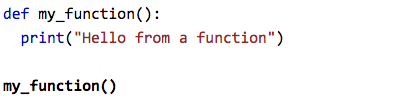 def my_function():
  print("Hello from a function")

my_function()